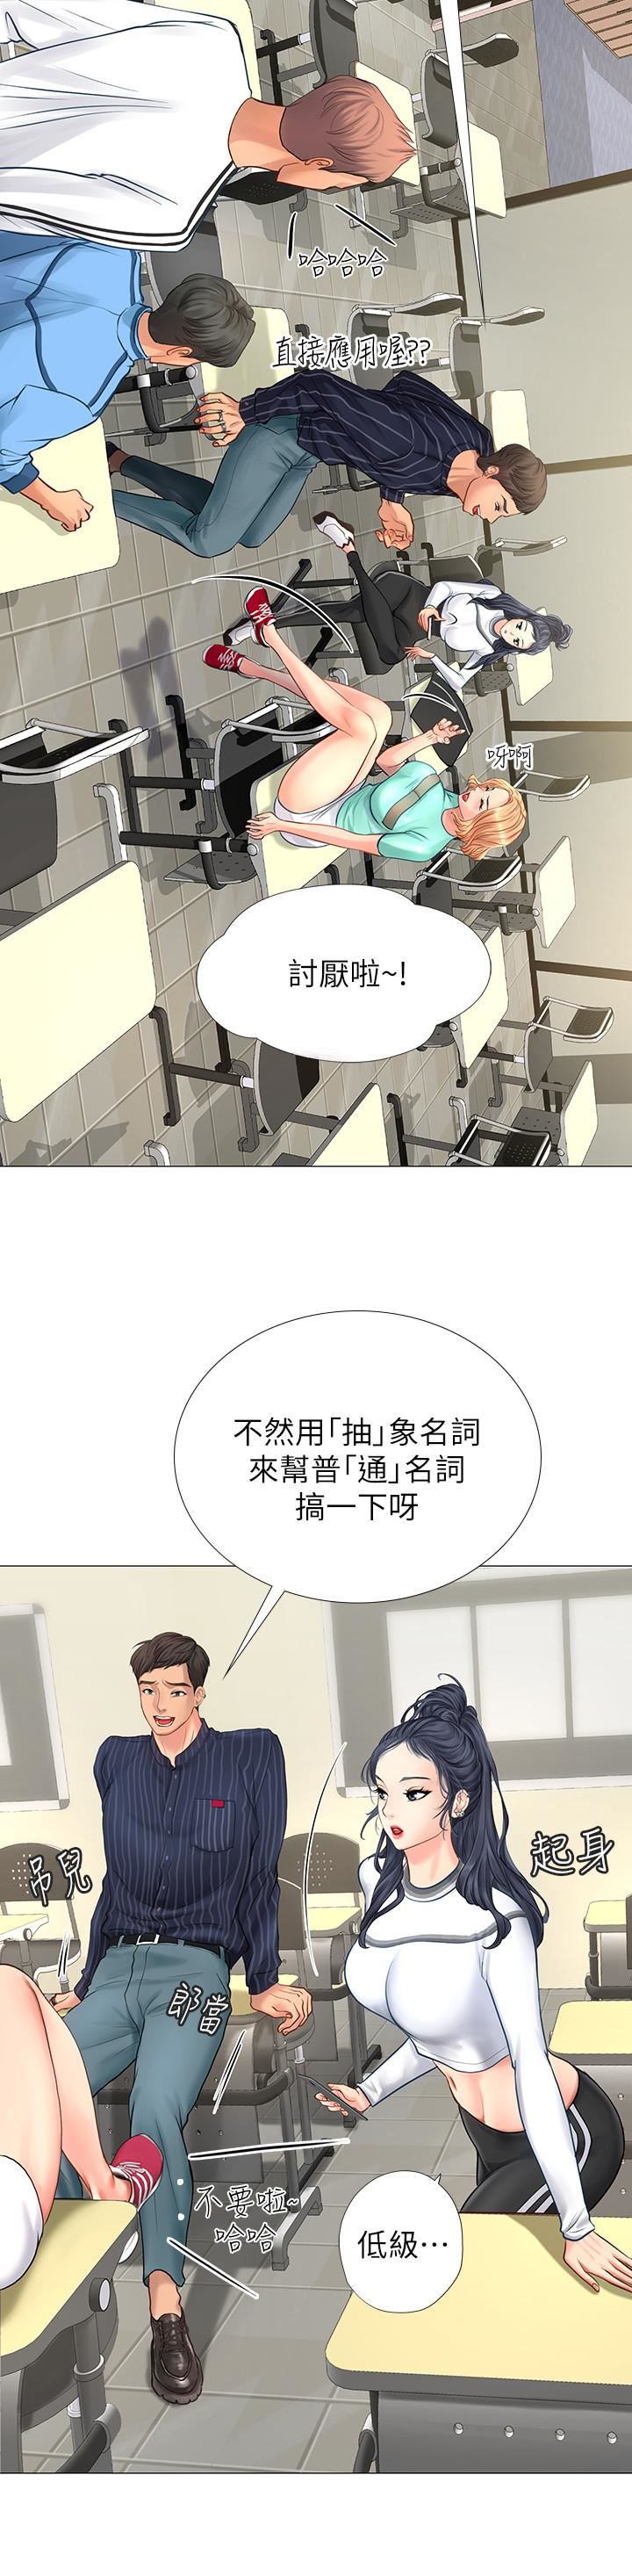 哈哈哈
直接應用喔??
呀啊
討厭啦~!
不然用「抽」象名詞
來幫普「通」名詞
搞一下呀
起身
吊兒
郎當
不要啦~
哈哈
低級…